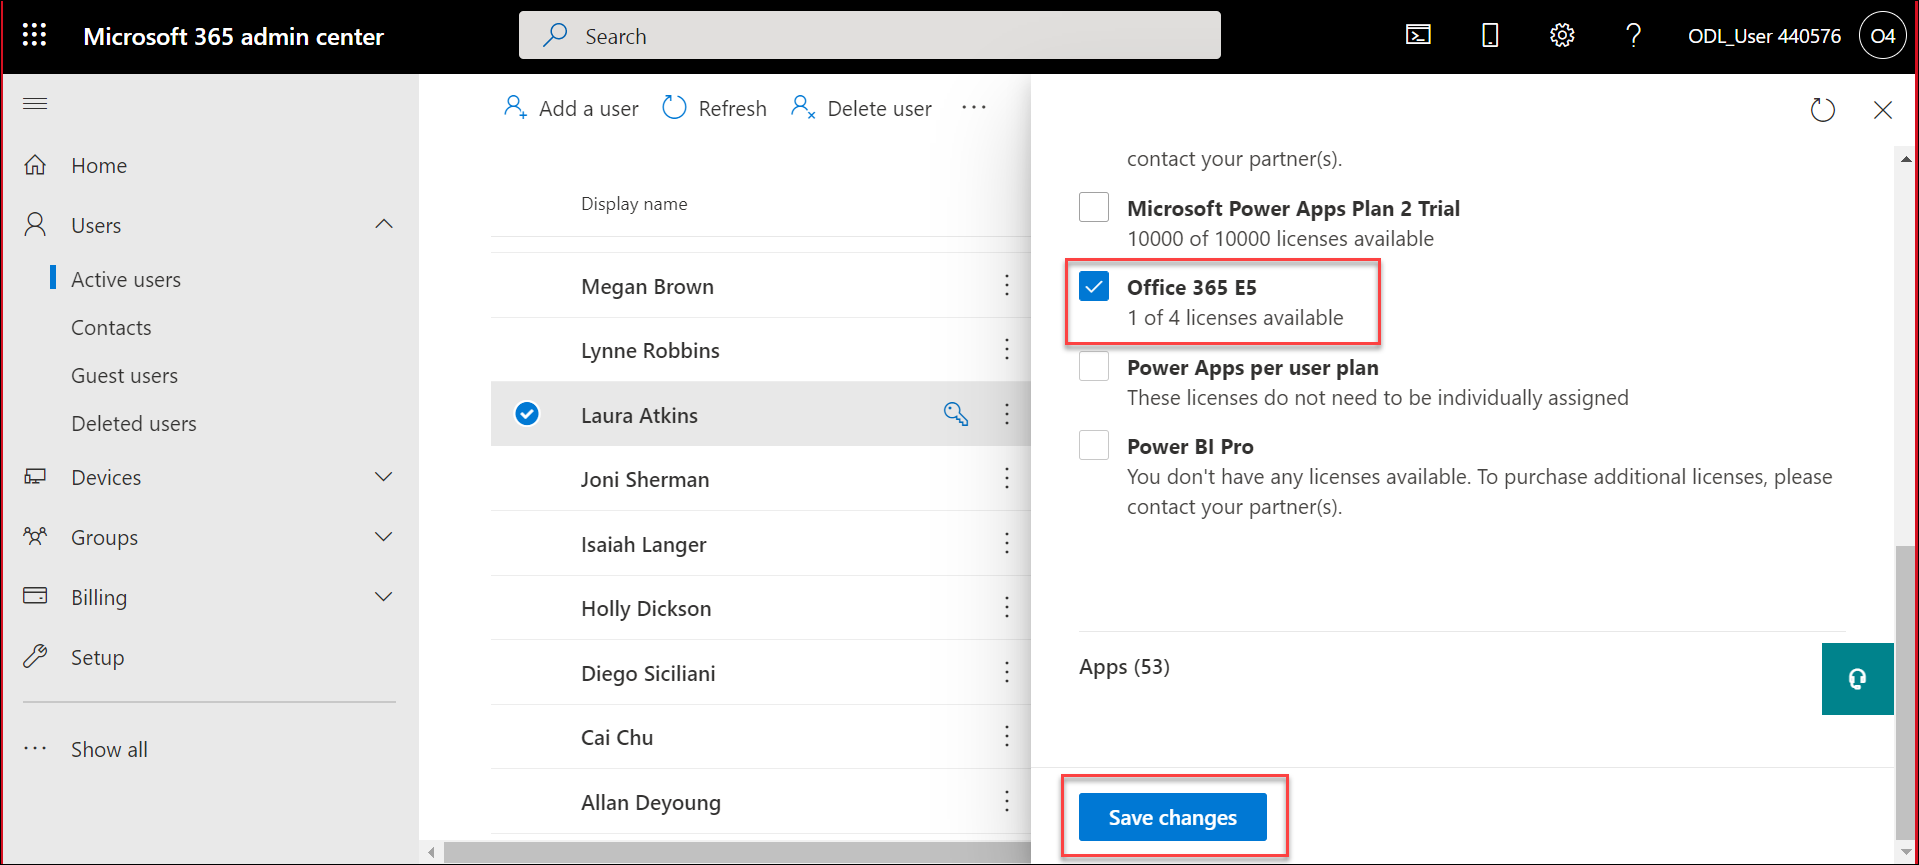 Microsoft 365 admin center
Search
ODL_User 440576
O4
Home
Users
Active users
Contacts
Guest users
Deleted users
Devices
Groups
Billing
Setup
Show all
Add a user
Refresh
Delete user
Display name
Megan Brown
Lynne Robbins
Laura Atkins
Joni Sherman
Isaiah Langer
Holly Dickson
Diego Siciliani
Cai Chu
Allan Deyoung
contact your partner(s).
Microsoft Power Apps Plan 2 Trial
10000 of 10000 licenses available
Office 365 E5
1 of 4 licenses available
Power Apps per user plan
These licenses do not need to be individually assigned
Power BI Pro
You don't have any licenses available. To purchase additional licenses, please
contact your partner(s).
Apps (53)
Save changes